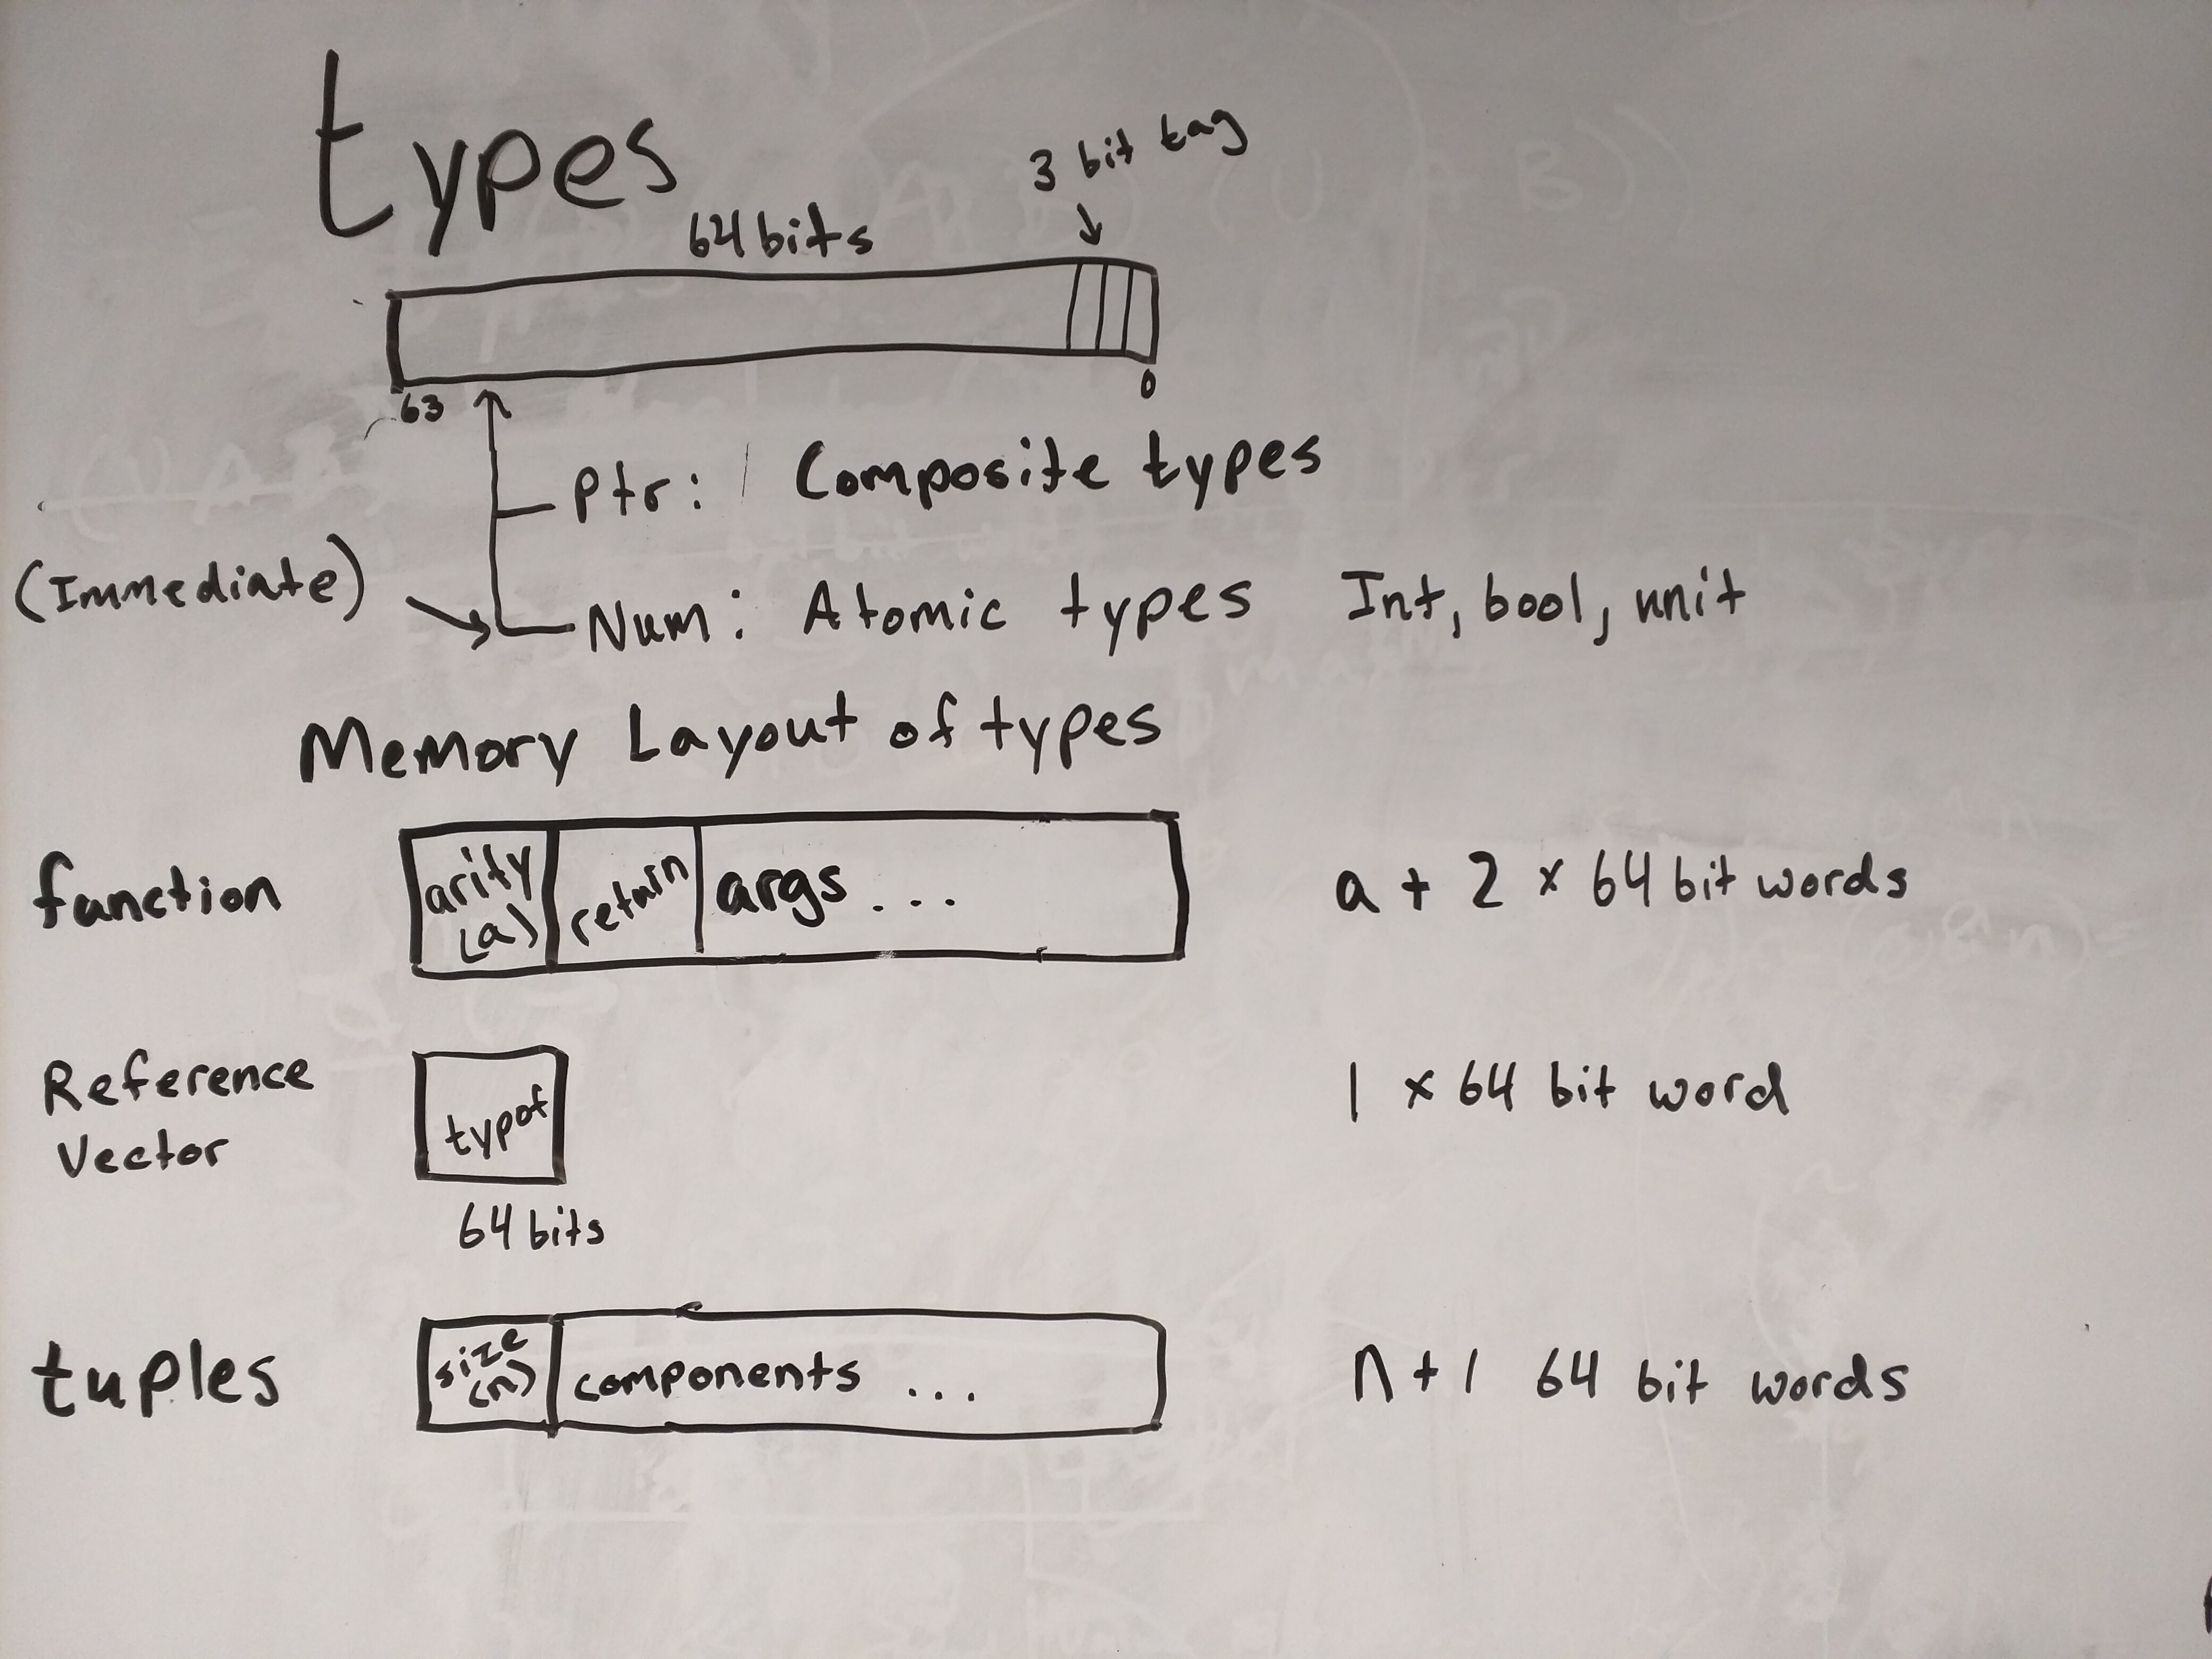 types
3 bit tag
64 bits
63
0
Ptr: Composite types
(Immediate)
Num: Atomic types Int, bool, unit
Memory Layout of types
function
arity
(a)
return
args ...
a + 2 × 64 bit words
Reference
Vector
typof
64 bits
1 × 64 bit word
tuples
size
(n)
components ...
n + 1 64 bit words